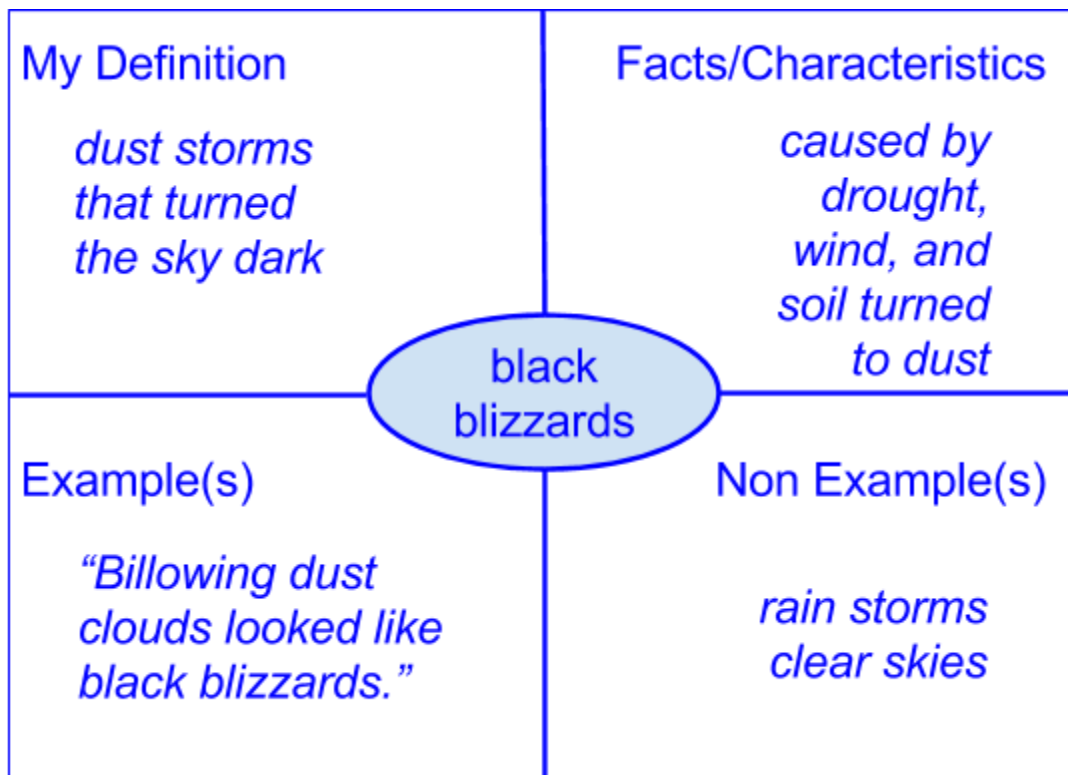 My Definition
dust storms
that turned
the sky dark
Facts/Characteristics
caused by
drought,
wind, and
soil turned
to dust
black
blizzards
Example(s)
“Billowing dust
clouds looked like
black blizzards.”
Non Example(s)
rain storms
clear skies